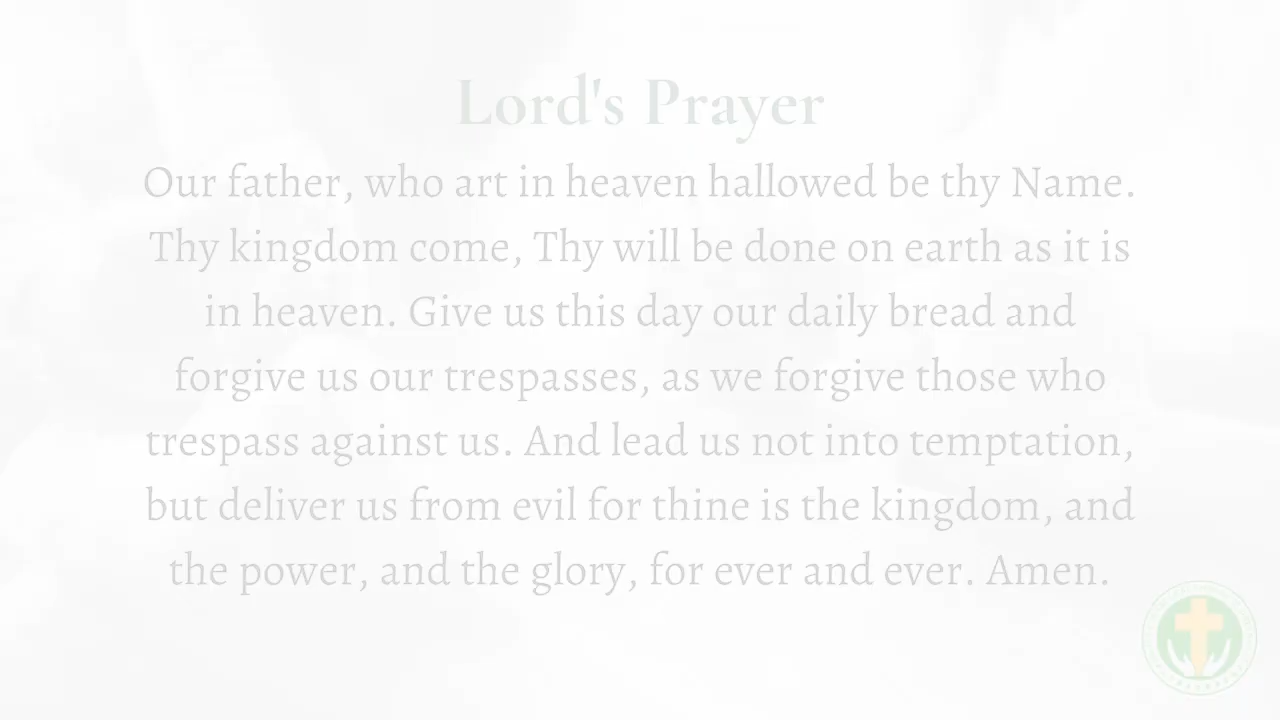 Lord's Prayer
Our father, who art in heaven hallowed be thy Name.
Thy kingdom come, Thy will be done on earth as it is
in heaven. Give us this day our daily bread and
forgive us our trespasses, as we forgive those who
trespass against us. And lead us not into temptation,
but deliver us from evil for thine is the kingdom, and
the power, and the glory, for ever and ever. Amen.